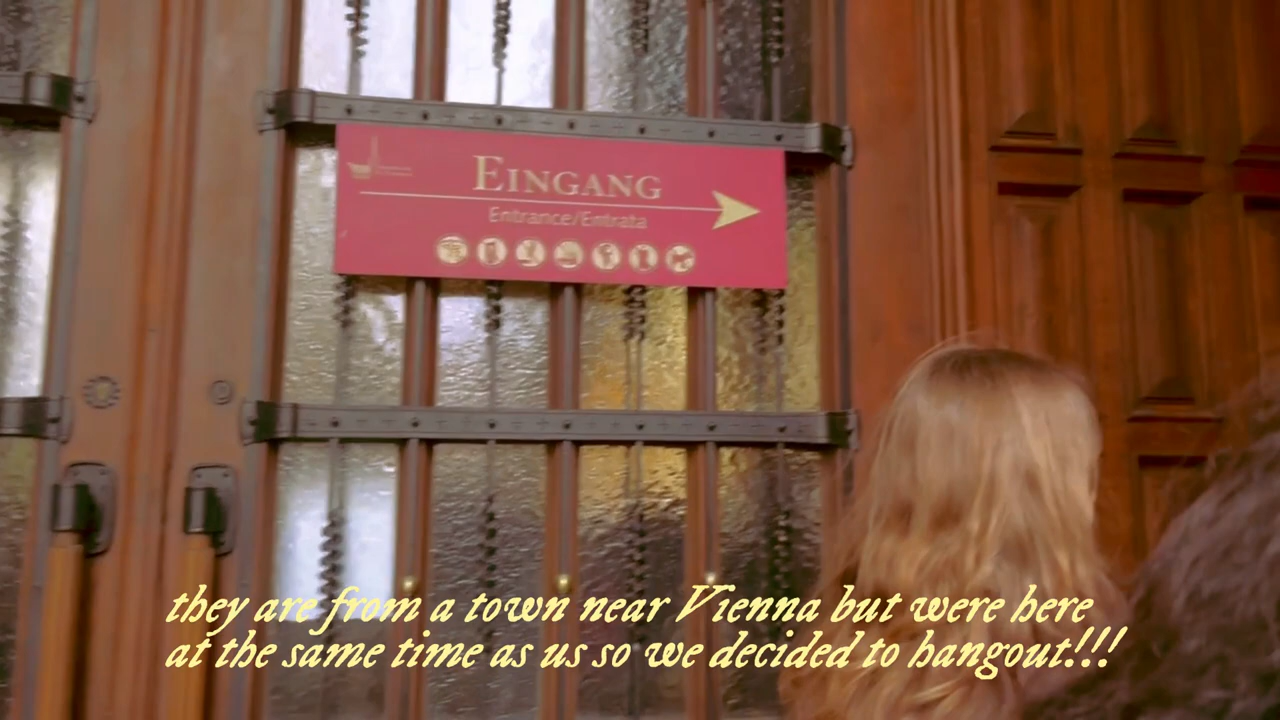 EINGANG
Entrance/Entrata
they are from a town near Vienna but were here
at the same time as us so we decided to hangout!!!